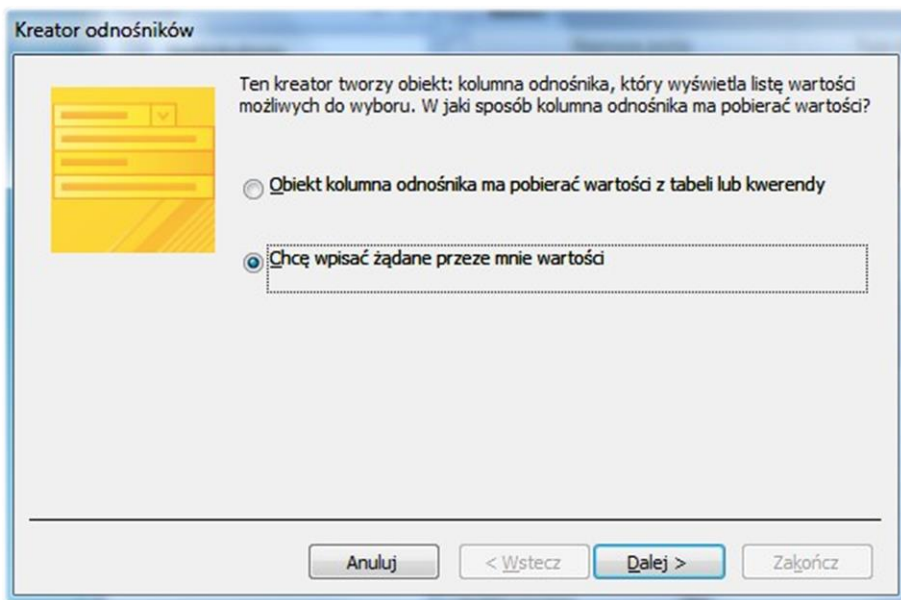 Kreator odnośników
Ten kreator tworzy obiekt: kolumna odnośnika, który wyświetla listę wartości
możliwych do wyboru. W jaki sposób kolumna odnośnika ma pobierać wartości?
Obiekt kolumna odnośnika ma pobierać wartości z tabeli lub kwerendy
Chcę wpisać żądane przeze mnie wartości
Anuluj
< Wstecz
Dalej >
Zakończ